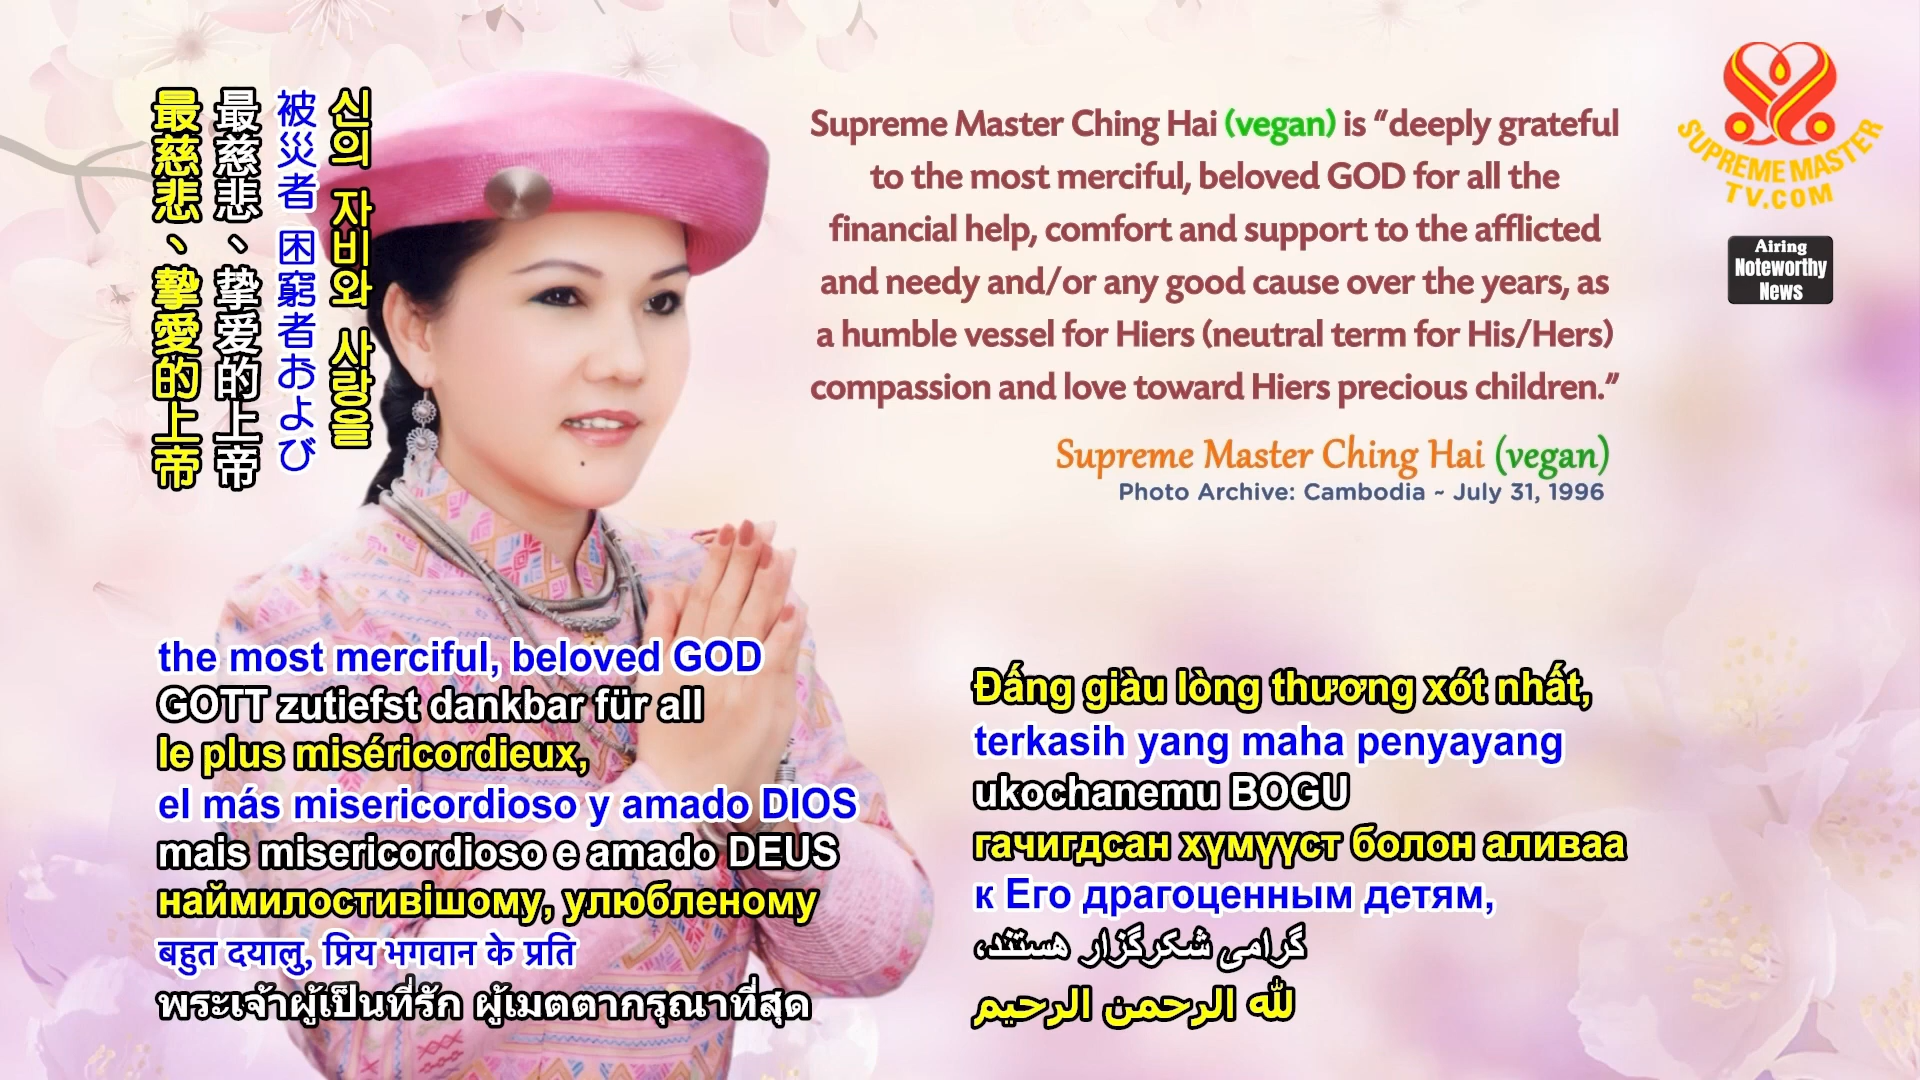 Supreme Master Ching Hai (vegan) is “deeply grateful
to the most merciful, beloved GOD for all the
financial help, comfort and support to the afflicted
and needy and/or any good cause over the years, as
a humble vessel for Hiers (neutral term for His/Hers)
compassion and love toward Hiers precious children.”
Supreme Master Ching Hai (vegan)
Photo Archive: Cambodia ~ July 31, 1996
SUPREME MASTER
TV.COM
Airing
Noteworthy
News
신의 자비와 사랑을
被災者 困窮者および
最慈悲、挚爱的上帝
最慈悲、摯愛的上帝
the most merciful, beloved GOD
GOTT zutiefst dankbar für all
le plus miséricordieux,
el más misericordioso y amado DIOS
mais misericordioso e amado DEUS
наймилостивішому, улюбленому
बहुत दयालु, प्रिय भगवान के प्रति
พระเจ้าผู้เป็นที่รัก ผู้เมตตากรุณาที่สุด
Đấng giàu lòng thương xót nhất,
terkasih yang maha penyayang
ukochanemu BOGU
гачигдсан хүмүүст болон аливаа
к Его драгоценным детям,
گرامی شکرگزار هستند،
لله الرحمن الرحيم